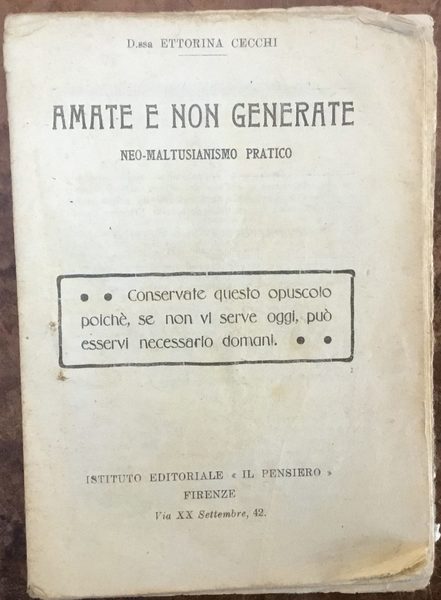 D.ssa ETTORINA CECCHI
AMATE E NON GENERATE
NEO-MALTUSIANISMO PRATICO
• • Conservate questo opuscolo
poichè, se non vi serve oggi, può
esservi necessario domani. • •
ISTITUTO EDITORIALE « IL PENSIERO »
FIRENZE
Via XX Settembre, 42.